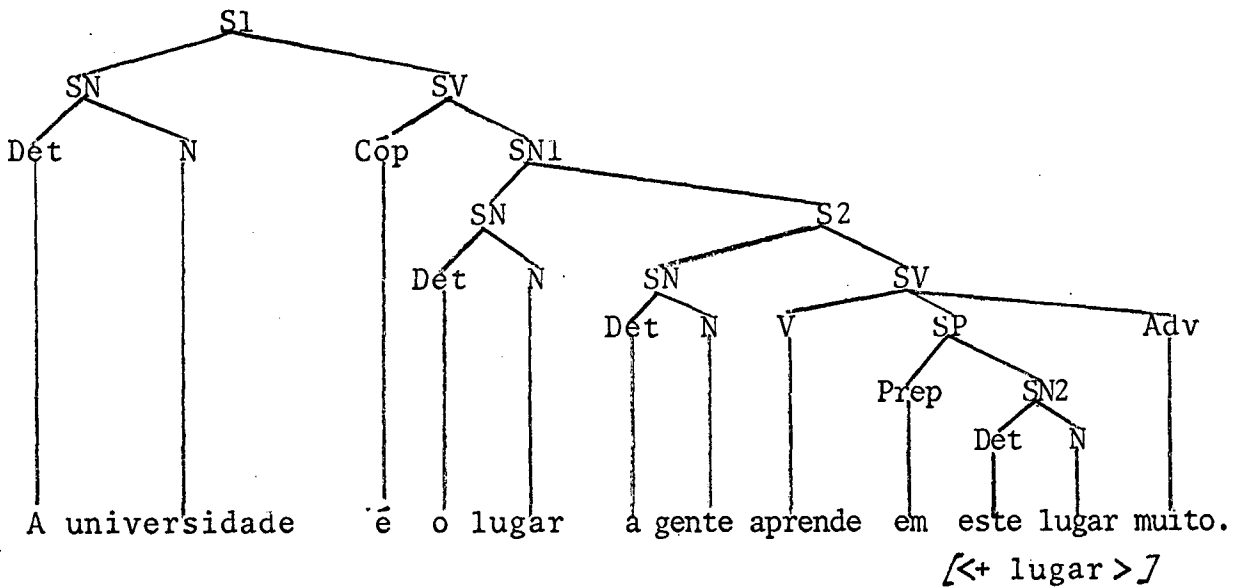 S1
SN SV
Det N Cop SN1
SN S2
Det N SN SV
Det N V SP Adv
Prep SN2
Det N
A universidade é o lugar a gente aprende em este lugar muito.
[<+ lugar >]